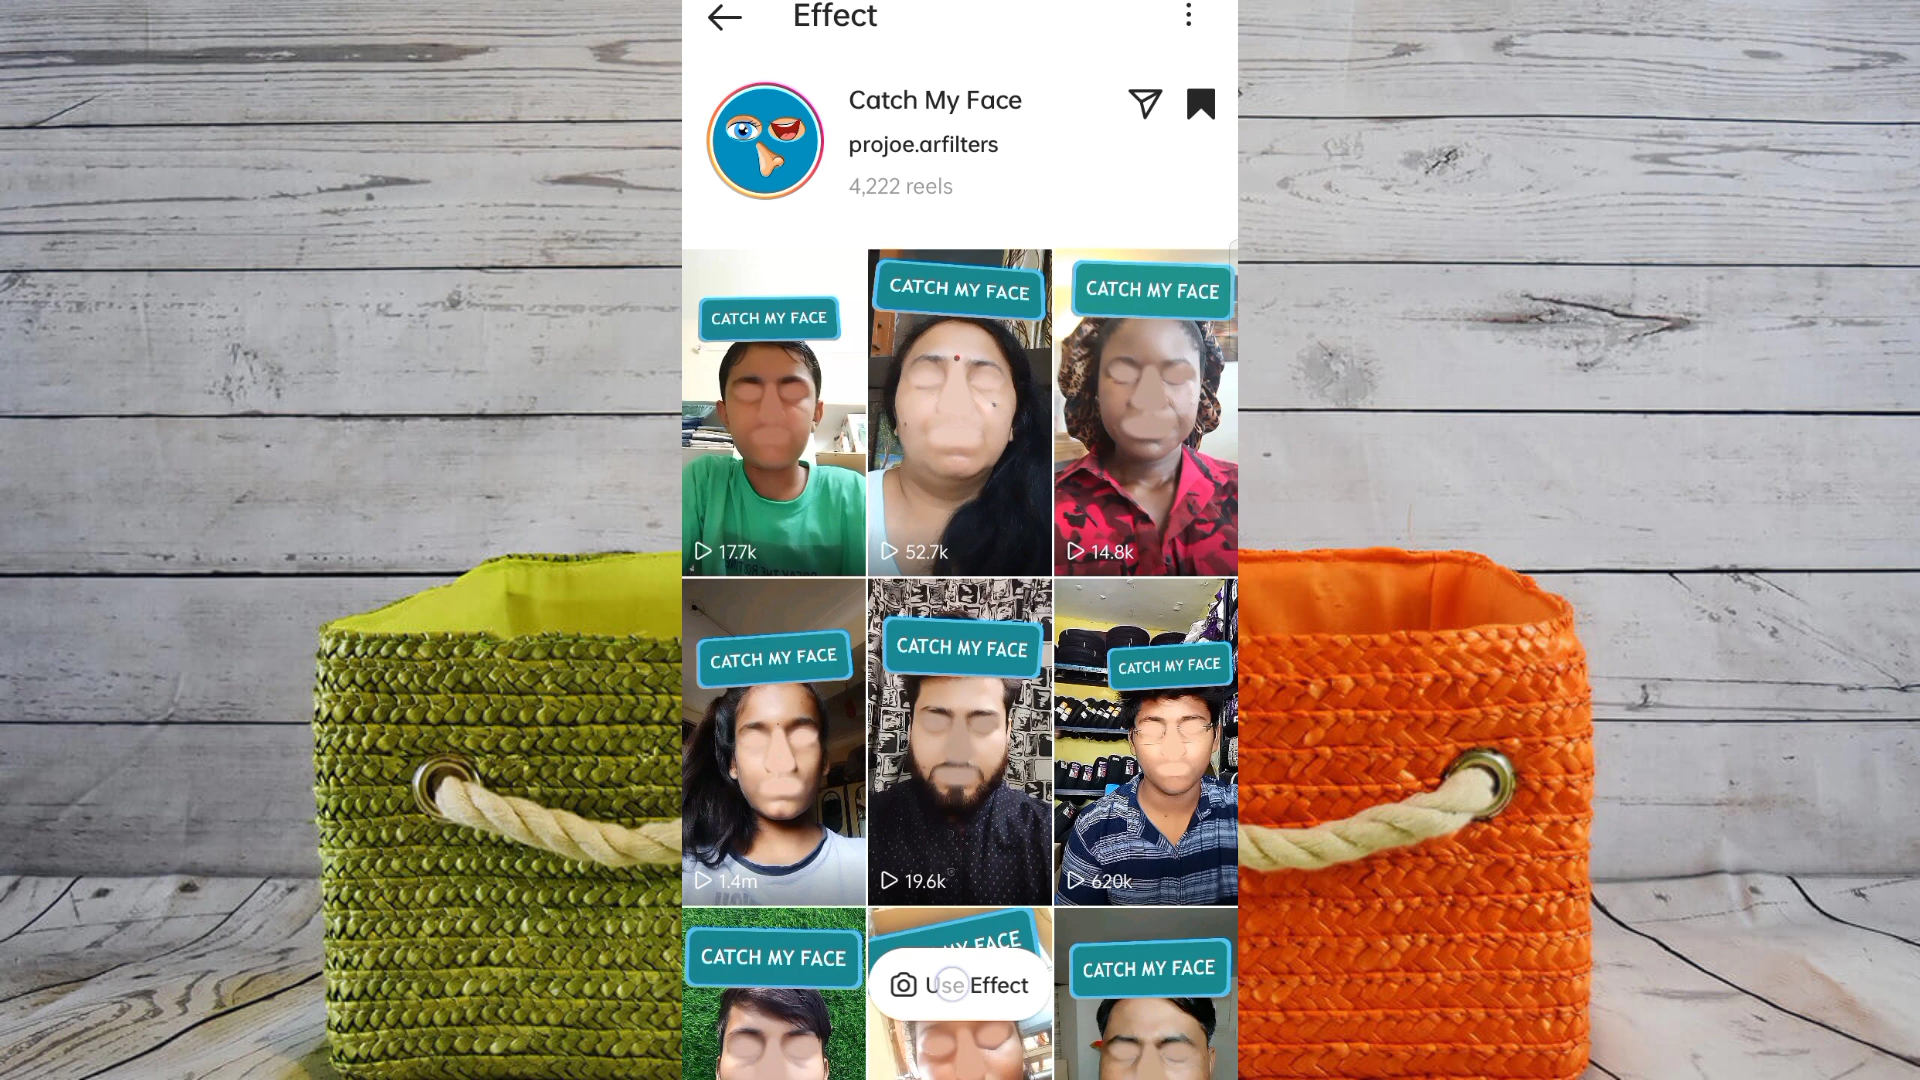 Effect
Catch My Face
projoe.arfilters
4,222 reels
CATCH MY FACE
CATCH MY FACE
CATCH MY FACE
17.7k
52.7k
14.8k
CATCH MY FACE
CATCH MY FACE
CATCH MY FACE
1.4m
19.6k
620k
CATCH MY FACE
MY FACE
CATCH MY FACE
Use Effect